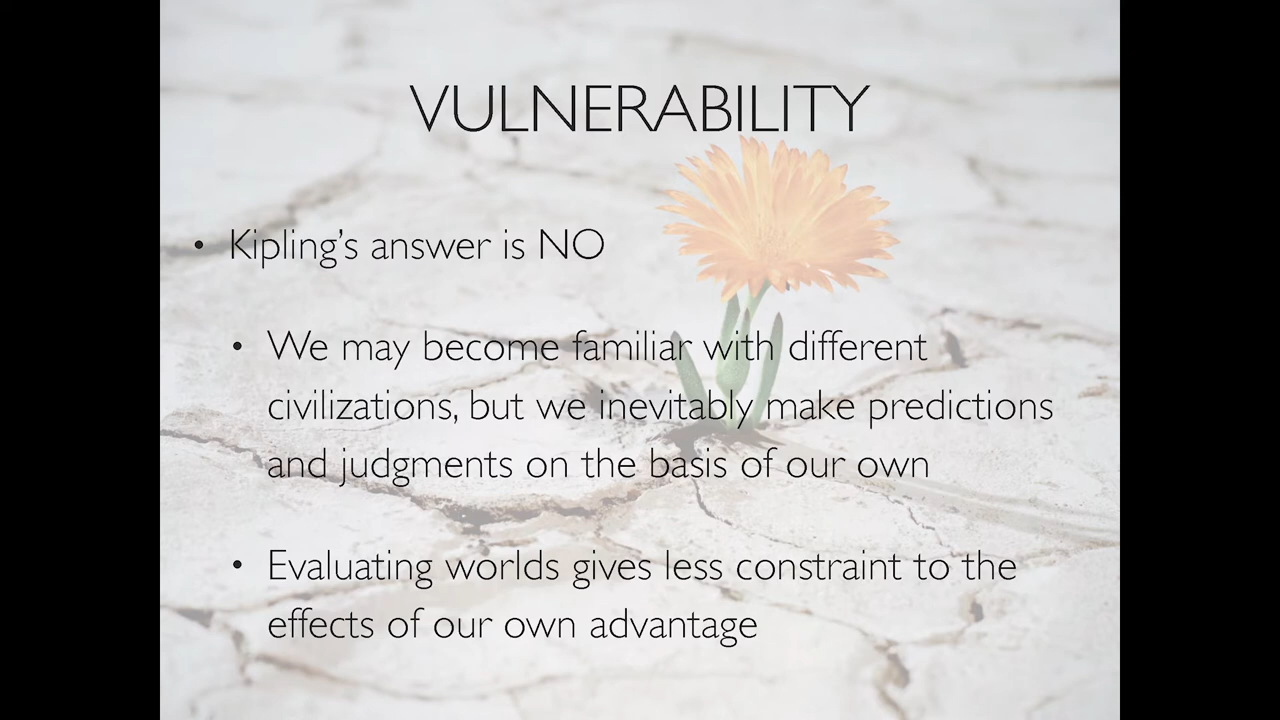 VULNERABILITY
• Kipling’s answer is NO
• We may become familiar with different
civilizations, but we inevitably make predictions
and judgments on the basis of our own
• Evaluating worlds gives less constraint to the
effects of our own advantage